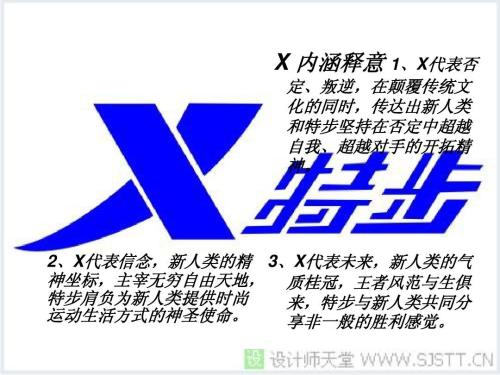 X 内涵释意 1、X代表否
定、叛逆，在颠覆传统文
化的同时，传达出新人类
和特步坚持在否定中超越
自我、超越对手的开拓精
神。
X 特步
2、X代表信念，新人类的精
神坐标，主宰无穷自由天地，
特步肩负为新人类提供时尚
运动生活方式的神圣使命。
3、X代表未来，新人类的气
质桂冠，王者风范与生俱
来，特步与新人类共同分
享非一般的胜利感觉。
设 设计师天堂 WWW.SJSTT.CN